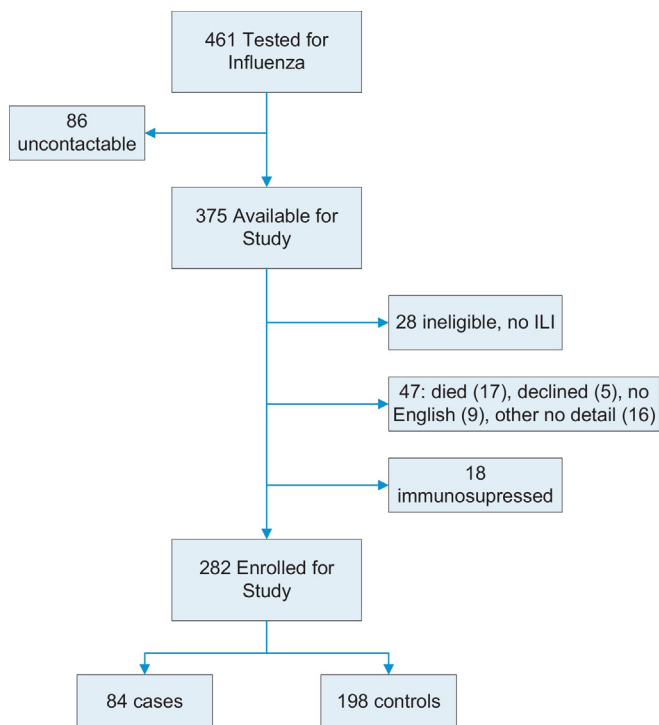 461 Tested for
Influenza
86
uncontactable
375 Available for
Study
28 ineligible, no ILI
47: died (17), declined (5), no
English (9), other no detail (16)
18
immunosupressed
282 Enrolled for
Study
84 cases
198 controls